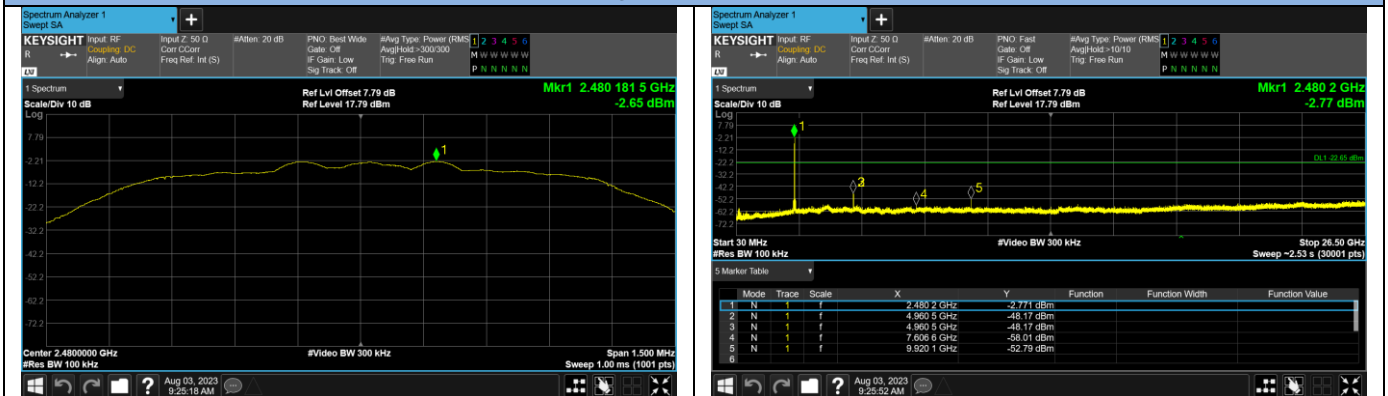 Spectrum Analyzer 1
Swept SA
+
KEYSIGHT
R
LXI
Input: RF
Coupling: DC
Align: Auto
Input Z: 50 Ω
Corr CCorr
Freq Ref: Int (S)
#Atten: 20 dB
PNO: Best Wide
Gate: Off
IF Gain: Low
Sig Track: Off
#Avg Type: Power (RMS
Avg|Hold:>300/300
Trig: Free Run
1 2 3 4 5 6
M W W W W W
P N N N N N
1 Spectrum
Scale/Div 10 dB
Log
Ref Lvl Offset 7.79 dB
Ref Level 17.79 dBm
Mkr1 2.480 181 5 GHz
-2.65 dBm
7.79
-2.21
-12.2
-22.2
-32.2
-42.2
-52.2
-62.2
-72.2
1
Center 2.4800000 GHz
#Res BW 100 kHz
#Video BW 300 kHz
Span 1.500 MHz
Sweep 1.00 ms (1001 pts)
?
Aug 03, 2023
9:25:18 AM
Spectrum Analyzer 1
Swept SA
+
KEYSIGHT
R
LXI
Input: RF
Coupling: DC
Align: Auto
Input Z: 50 Ω
Corr CCorr
Freq Ref: Int (S)
#Atten: 20 dB
PNO: Fast
Gate: Off
IF Gain: Low
Sig Track: Off
#Avg Type: Power (RMS
Avg|Hold:>10/10
Trig: Free Run
1 2 3 4 5 6
M W W W W W
P N N N N N
1 Spectrum
Scale/Div 10 dB
Log
Ref Lvl Offset 7.79 dB
Ref Level 17.79 dBm
Mkr1 2.480 2 GHz
-2.77 dBm
7.79
-2.21
-12.2
-22.2
-32.2
-42.2
-52.2
-62.2
-72.2
1
4
5
DL1 -22.65 dBm
Start 30 MHz
#Res BW 100 kHz
#Video BW 300 kHz
Stop 26.50 GHz
Sweep ~2.53 s (30001 pts)
5 Marker Table
Mode Trace Scale X Y Function Function Width Function Value
1 N 1 f 2.480 2 GHz -2.771 dBm
2 N 1 f 4.960 5 GHz -48.17 dBm
3 N 1 f 4.960 5 GHz -48.17 dBm
4 N 1 f 7.606 6 GHz -58.01 dBm
5 N 1 f 9.920 1 GHz -52.79 dBm
6
?
Aug 03, 2023
9:25:52 AM